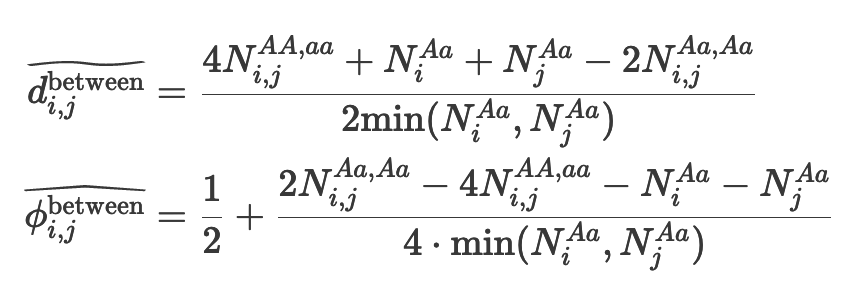 $$\widehat{d_{i,j}^{\text{between}}} = \frac{4N_{i,j}^{AA,aa} + N_i^{Aa} + N_j^{Aa} - 2N_{i,j}^{Aa,Aa}}{2\text{min}(N_i^{Aa}, N_j^{Aa})}$$
$$\widehat{\phi_{i,j}^{\text{between}}} = \frac{1}{2} + \frac{2N_{i,j}^{Aa,Aa} - 4N_{i,j}^{AA,aa} - N_i^{Aa} - N_j^{Aa}}{4 \cdot \text{min}(N_i^{Aa}, N_j^{Aa})}$$